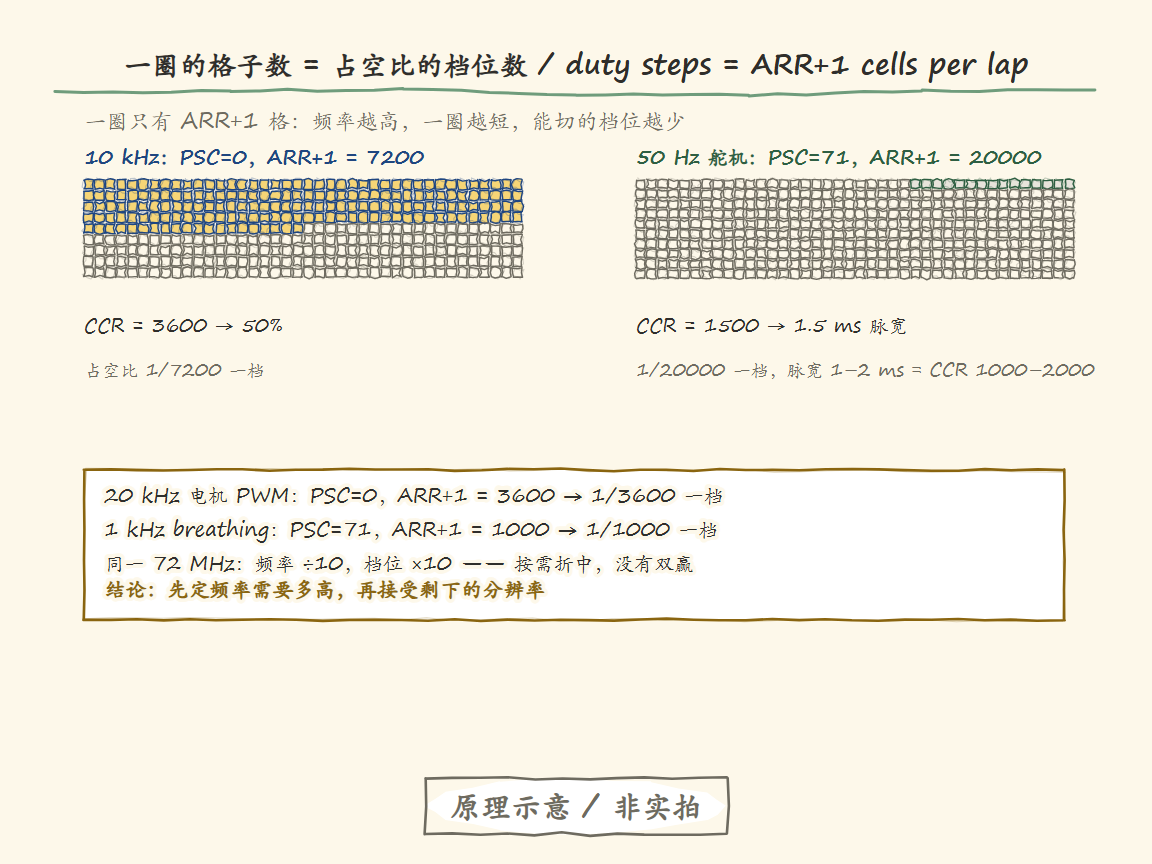 一圈的格子数 = 占空比的档位数 / duty steps = ARR+1 cells per lap
一圈只有 ARR+1 格：频率越高，一圈越短，能切的档位越少
10 kHz：PSC=0，ARR+1 = 7200
CCR = 3600 → 50%
占空比 1/7200 一档
50 Hz 舵机：PSC=71，ARR+1 = 20000
CCR = 1500 → 1.5 ms 脉宽
1/20000 一档，脉宽 1–2 ms = CCR 1000–2000
20 kHz 电机 PWM：PSC=0，ARR+1 = 3600 → 1/3600 一档
1 kHz breathing：PSC=71，ARR+1 = 1000 → 1/1000 一档
同一 72 MHz：频率 ÷10，档位 ×10 —— 按需折中，没有双赢
结论：先定频率需要多高，再接受剩下的分辨率
原理示意 / 非实拍